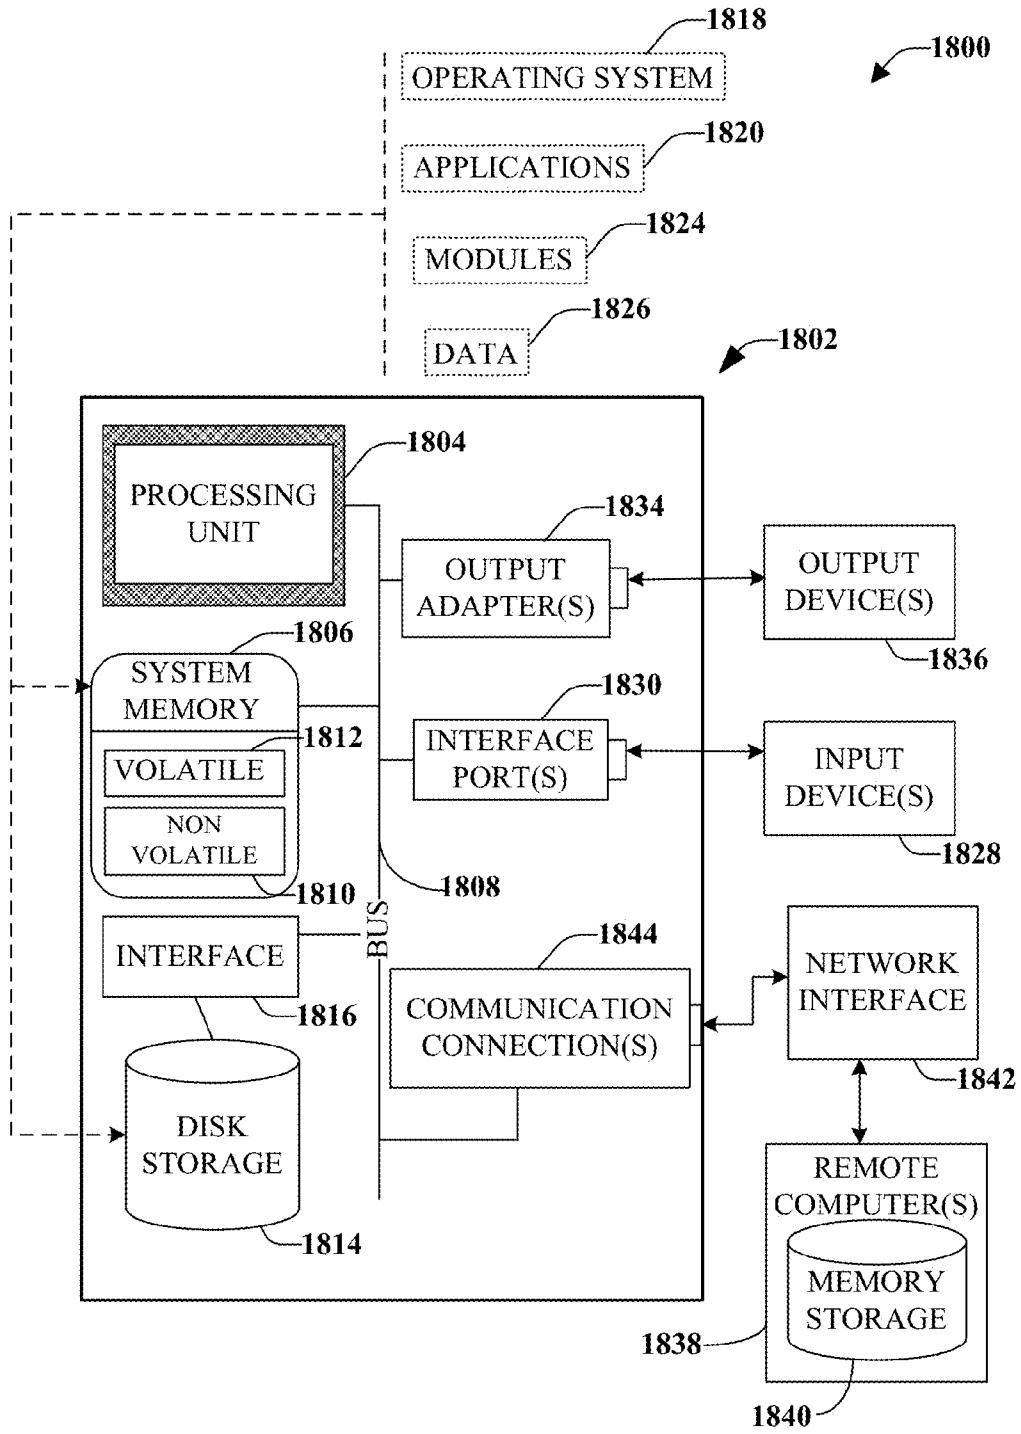 1818
1800
OPERATING SYSTEM
1820
APPLICATIONS
1824
MODULES
1826
DATA
1802
1804
PROCESSING
UNIT
1834
OUTPUT
ADAPTER(S)
OUTPUT
DEVICE(S)
1836
1806
SYSTEM
MEMORY
1812
VOLATILE
NON
VOLATILE
1810
1830
INTERFACE
PORT(S)
INPUT
DEVICE(S)
1828
1808
BUS
INTERFACE
1816
1844
COMMUNICATION
CONNECTION(S)
NETWORK
INTERFACE
1842
DISK
STORAGE
1814
REMOTE
COMPUTER(S)
MEMORY
STORAGE
1838
1840